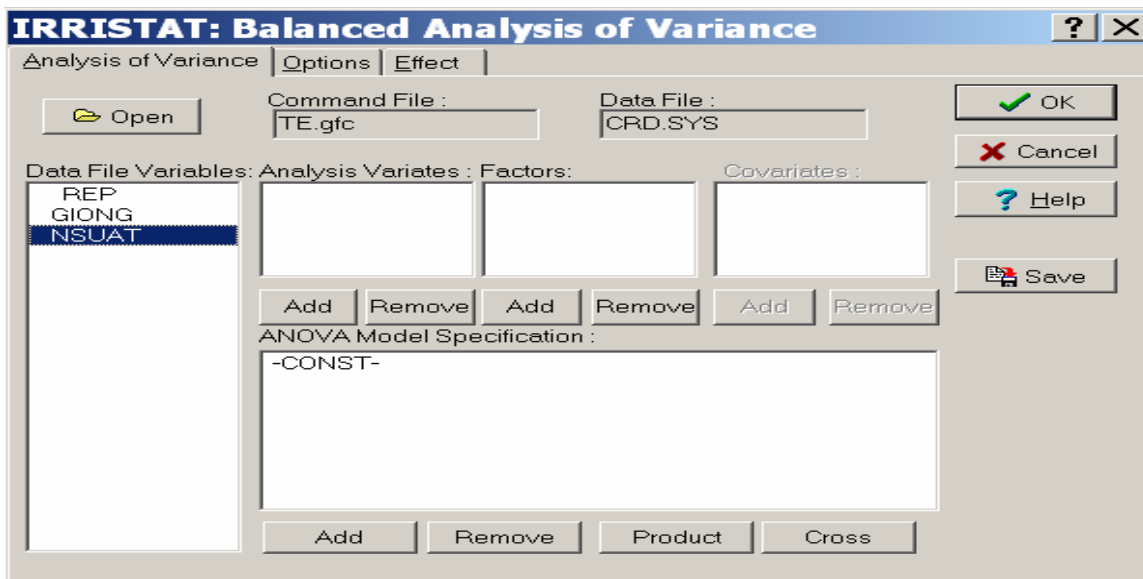 IRRISTAT: Balanced Analysis of Variance
Analysis of Variance Options Effect
Open
Command File :
TE.gfc
Data File :
CRD.SYS
OK
Cancel
Help
Save
Data File Variables:
REP
GIONG
NSUAT
Analysis Variates :
Factors:
Covariates :
Add Remove Add Remove Add Remove
ANOVA Model Specification :
-CONST-
Add Remove Product Cross